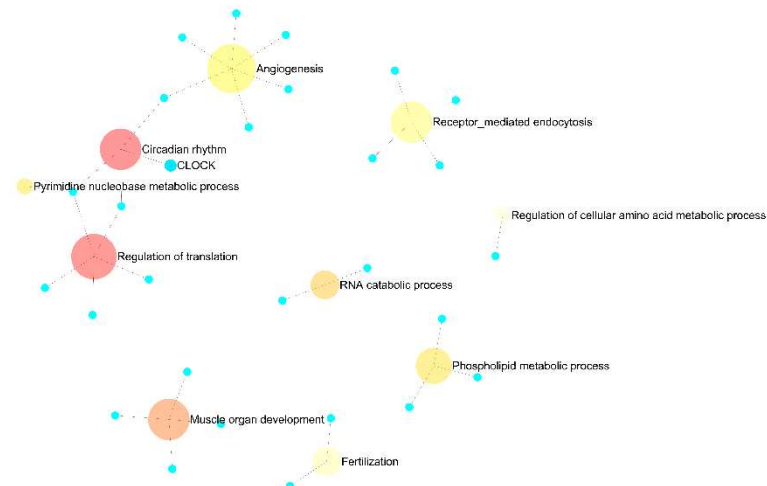 Angiogenesis
Receptor_mediated endocytosis
Circadian rhythm
CLOCK
Pyrimidine nucleobase metabolic process
Regulation of cellular amino acid metabolic process
Regulation of translation
RNA catabolic process
Phospholipid metabolic process
Muscle organ development
Fertilization